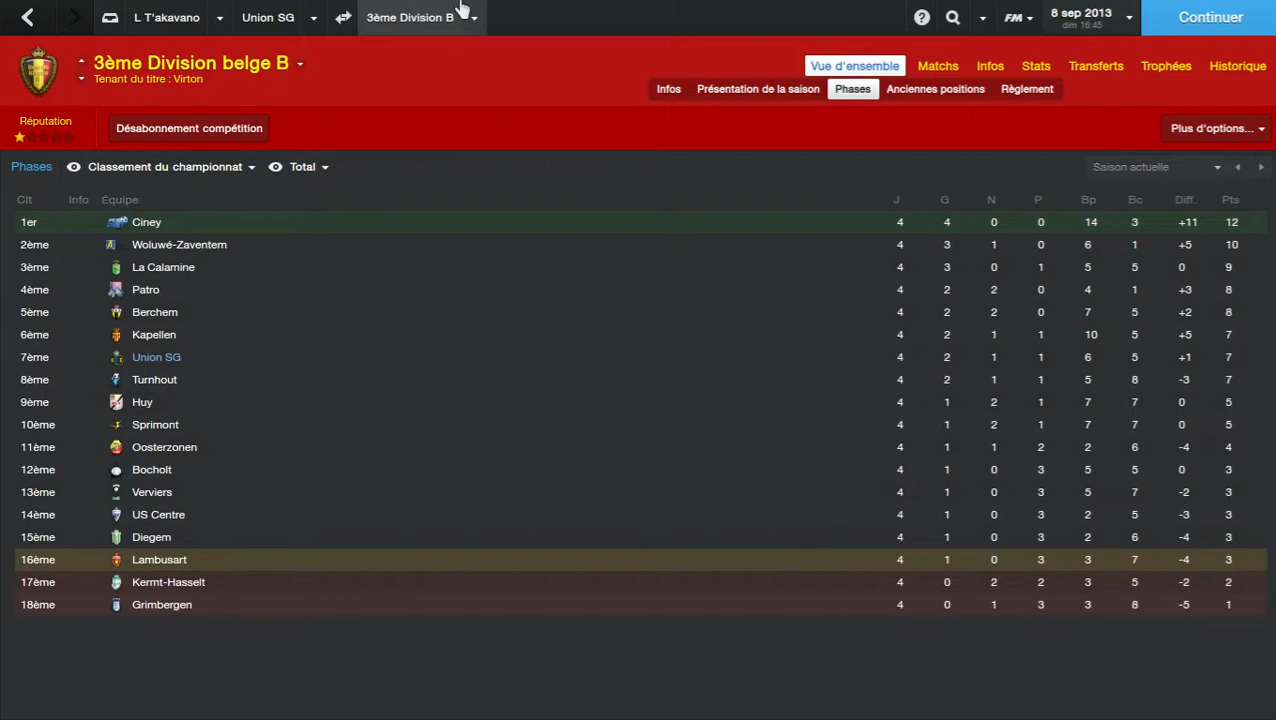 L T'akavano Union SG 3ème Division B FM 8 sep 2013 Continuer
dim 16:45
3ème Division belge B
Tenant du titre : Virton
Vue d'ensemble Matchs Infos Stats Transferts Trophées Historique
Infos Présentation de la saison Phases Anciennes positions Règlement
Réputation
Désabonnement compétition Plus d'options...
Phases Classement du championnat Total Saison actuelle
Clt Info Équipe J G N P Bp Bc Diff. Pts
1er Ciney 4 4 0 0 14 3 +11 12
2ème Woluwé-Zaventem 4 3 1 0 6 1 +5 10
3ème La Calamine 4 3 0 1 5 5 0 9
4ème Patro 4 2 2 0 4 1 +3 8
5ème Berchem 4 2 2 0 7 5 +2 8
6ème Kapellen 4 2 1 1 10 5 +5 7
7ème Union SG 4 2 1 1 6 5 +1 7
8ème Turnhout 4 2 1 1 5 8 -3 7
9ème Huy 4 1 2 1 7 7 0 5
10ème Sprimont 4 1 2 1 7 7 0 5
11ème Oosterzonen 4 1 1 2 2 6 -4 4
12ème Bocholt 4 1 0 3 5 5 0 3
13ème Verviers 4 1 0 3 5 7 -2 3
14ème US Centre 4 1 0 3 2 5 -3 3
15ème Diegem 4 1 0 3 2 6 -4 3
16ème Lambusart 4 1 0 3 3 7 -4 3
17ème Kermt-Hasselt 4 0 2 2 3 5 -2 2
18ème Grimbergen 4 0 1 3 3 8 -5 1